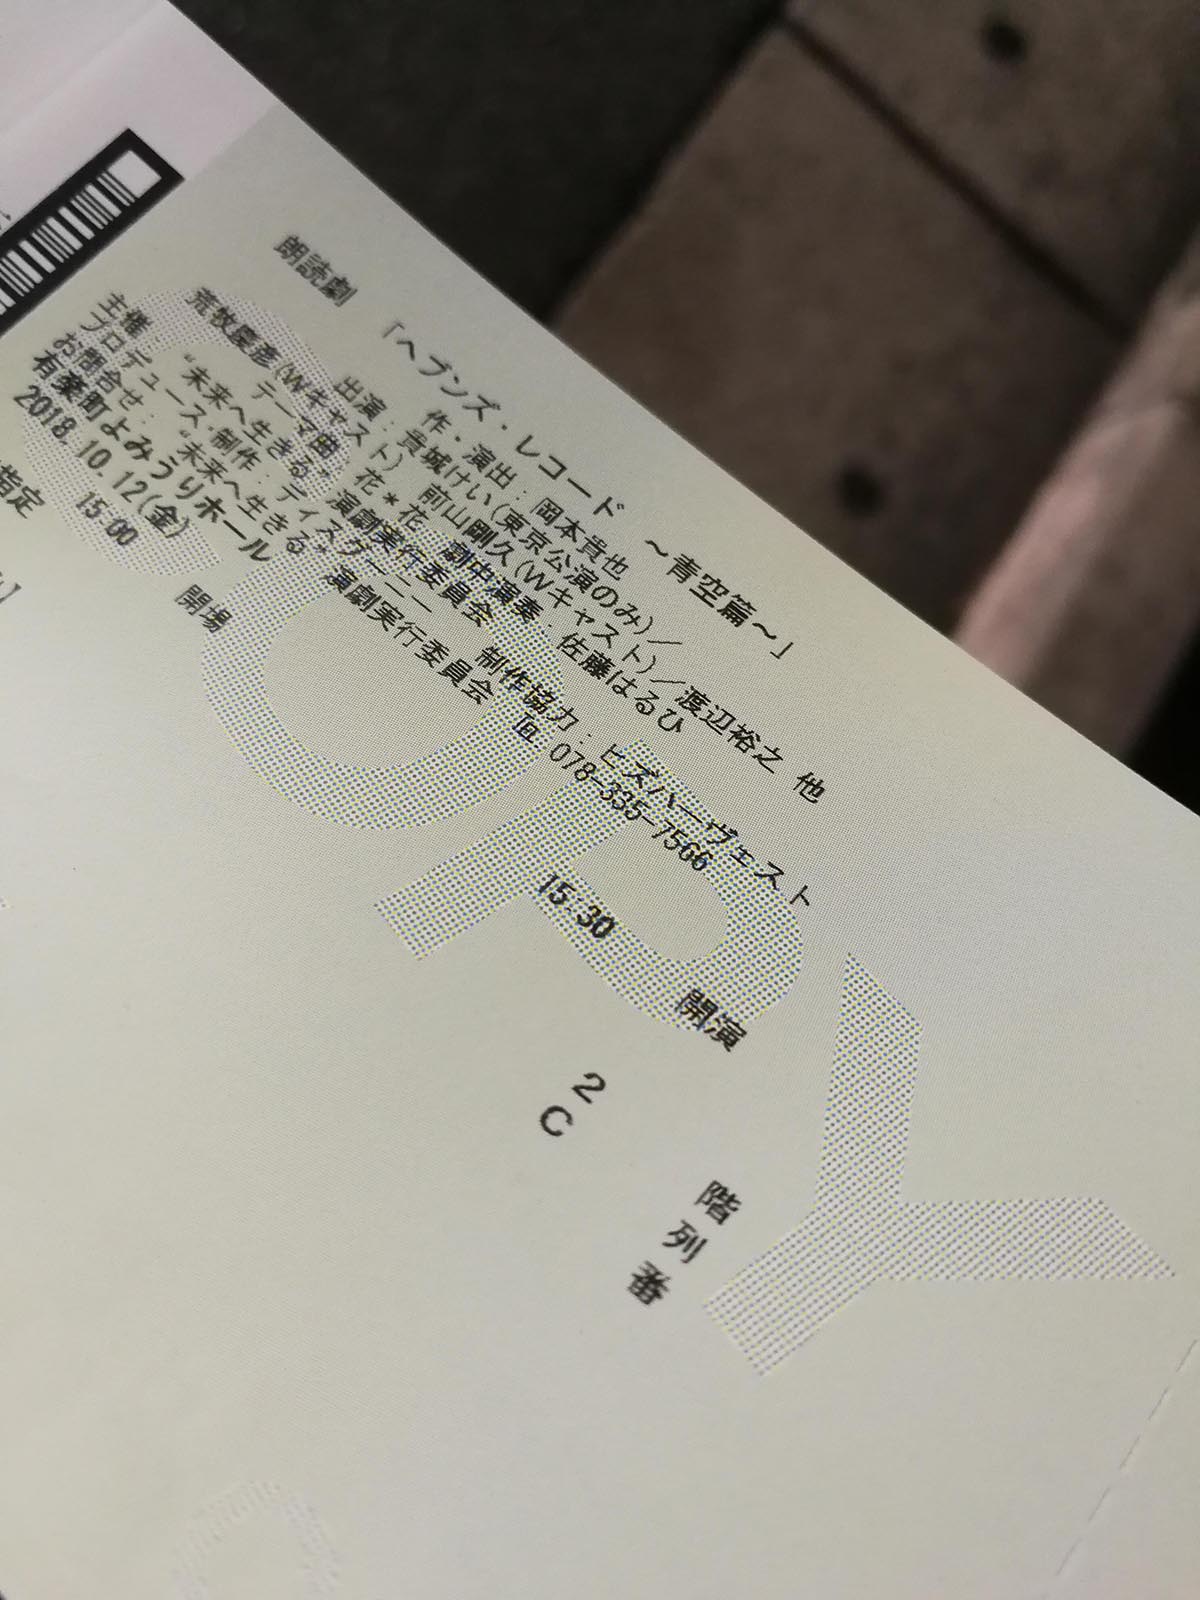 朗読劇 「ヘブンズ・レコード ～青空篇～」
作・演出：岡本貴也
出演：貴城けい(東京公演のみ)／
荒牧慶彦(Wキャスト) 前山剛久(Wキャスト)／渡辺裕之 他
テーマ曲：花＊花 劇中演奏：佐藤はるひ
主権：“未来へ生きる”演劇実行委員会
プロデュース・制作：ディスグーニー 制作協力：ヒズハーヴェスト
お問合せ：“未来へ生きる”演劇実行委員会 ℡ 078-335-7566
有楽町よみうりホール
2018.10.12(金)
15:00 開場 15:30 開演
指定
2 階
C 列
番
COPY